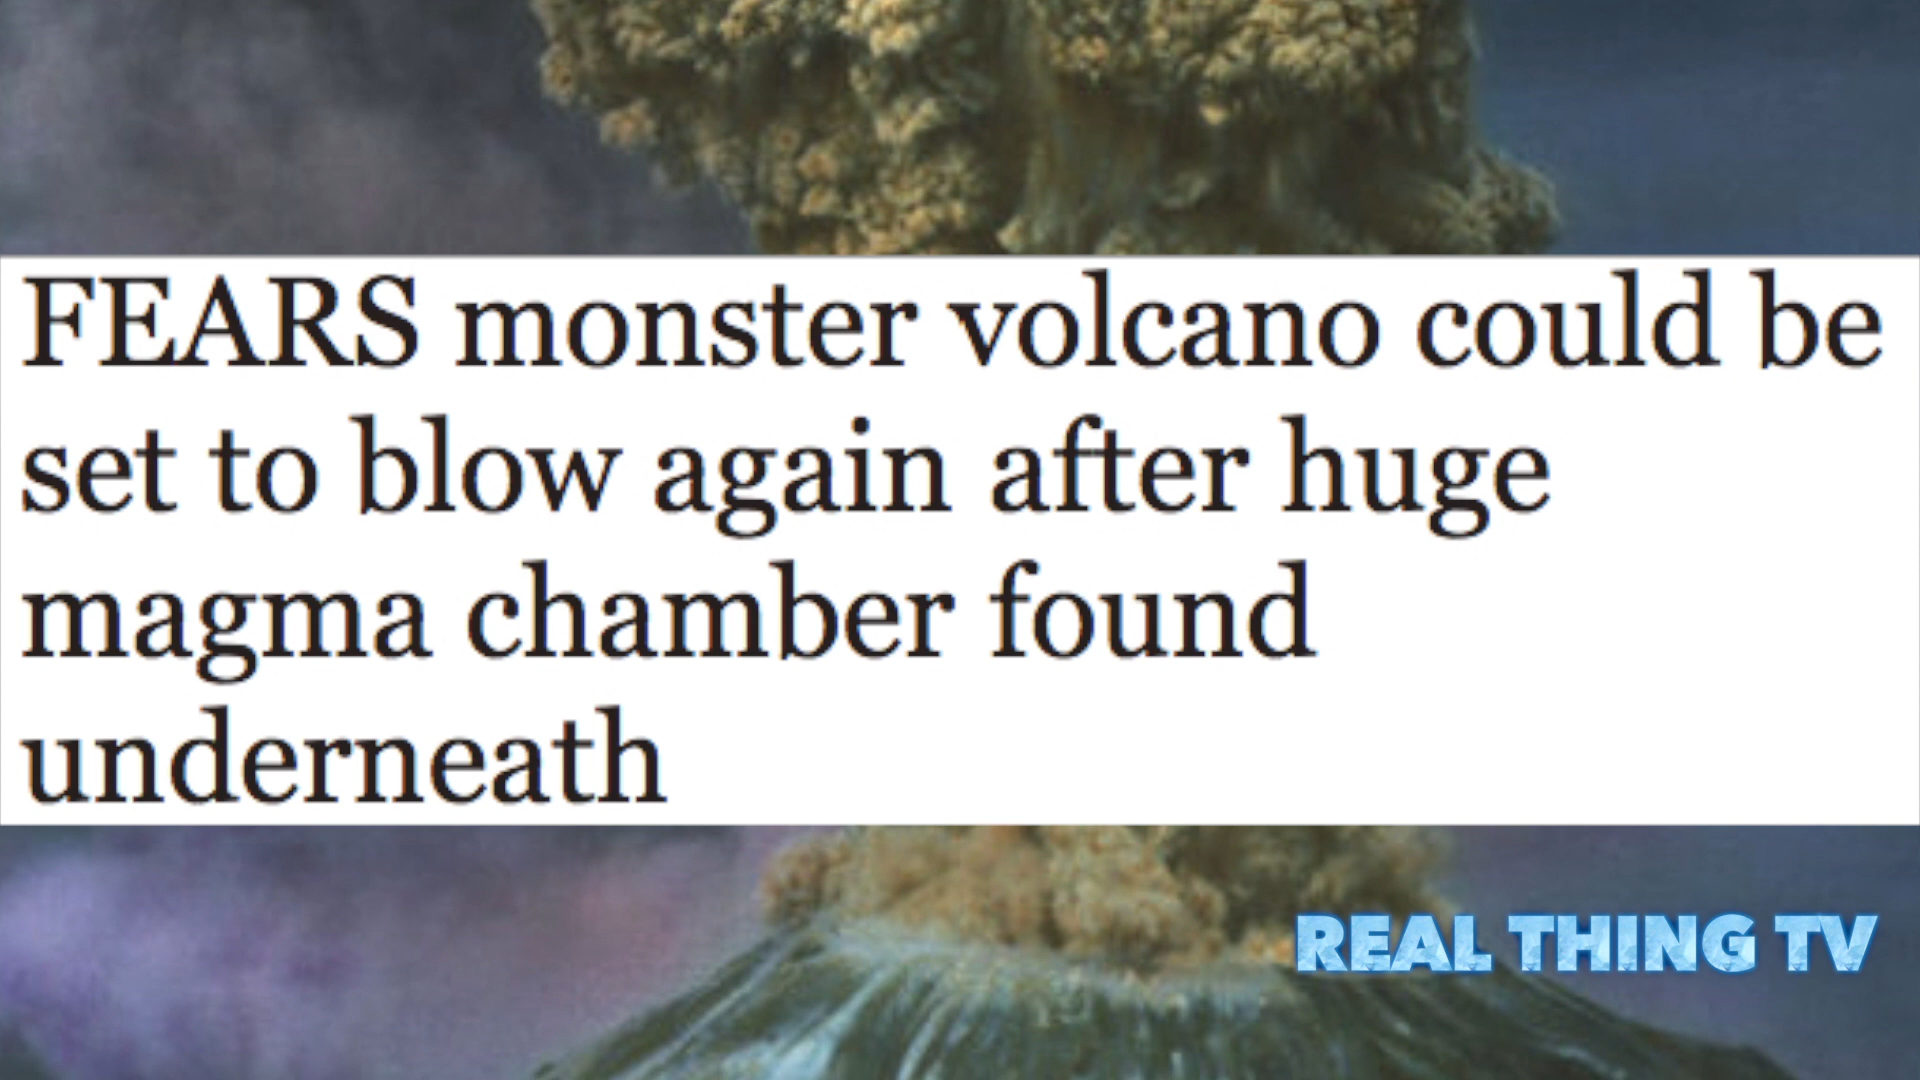 FEARS monster volcano could be
set to blow again after huge
magma chamber found
underneath
REAL THING TV